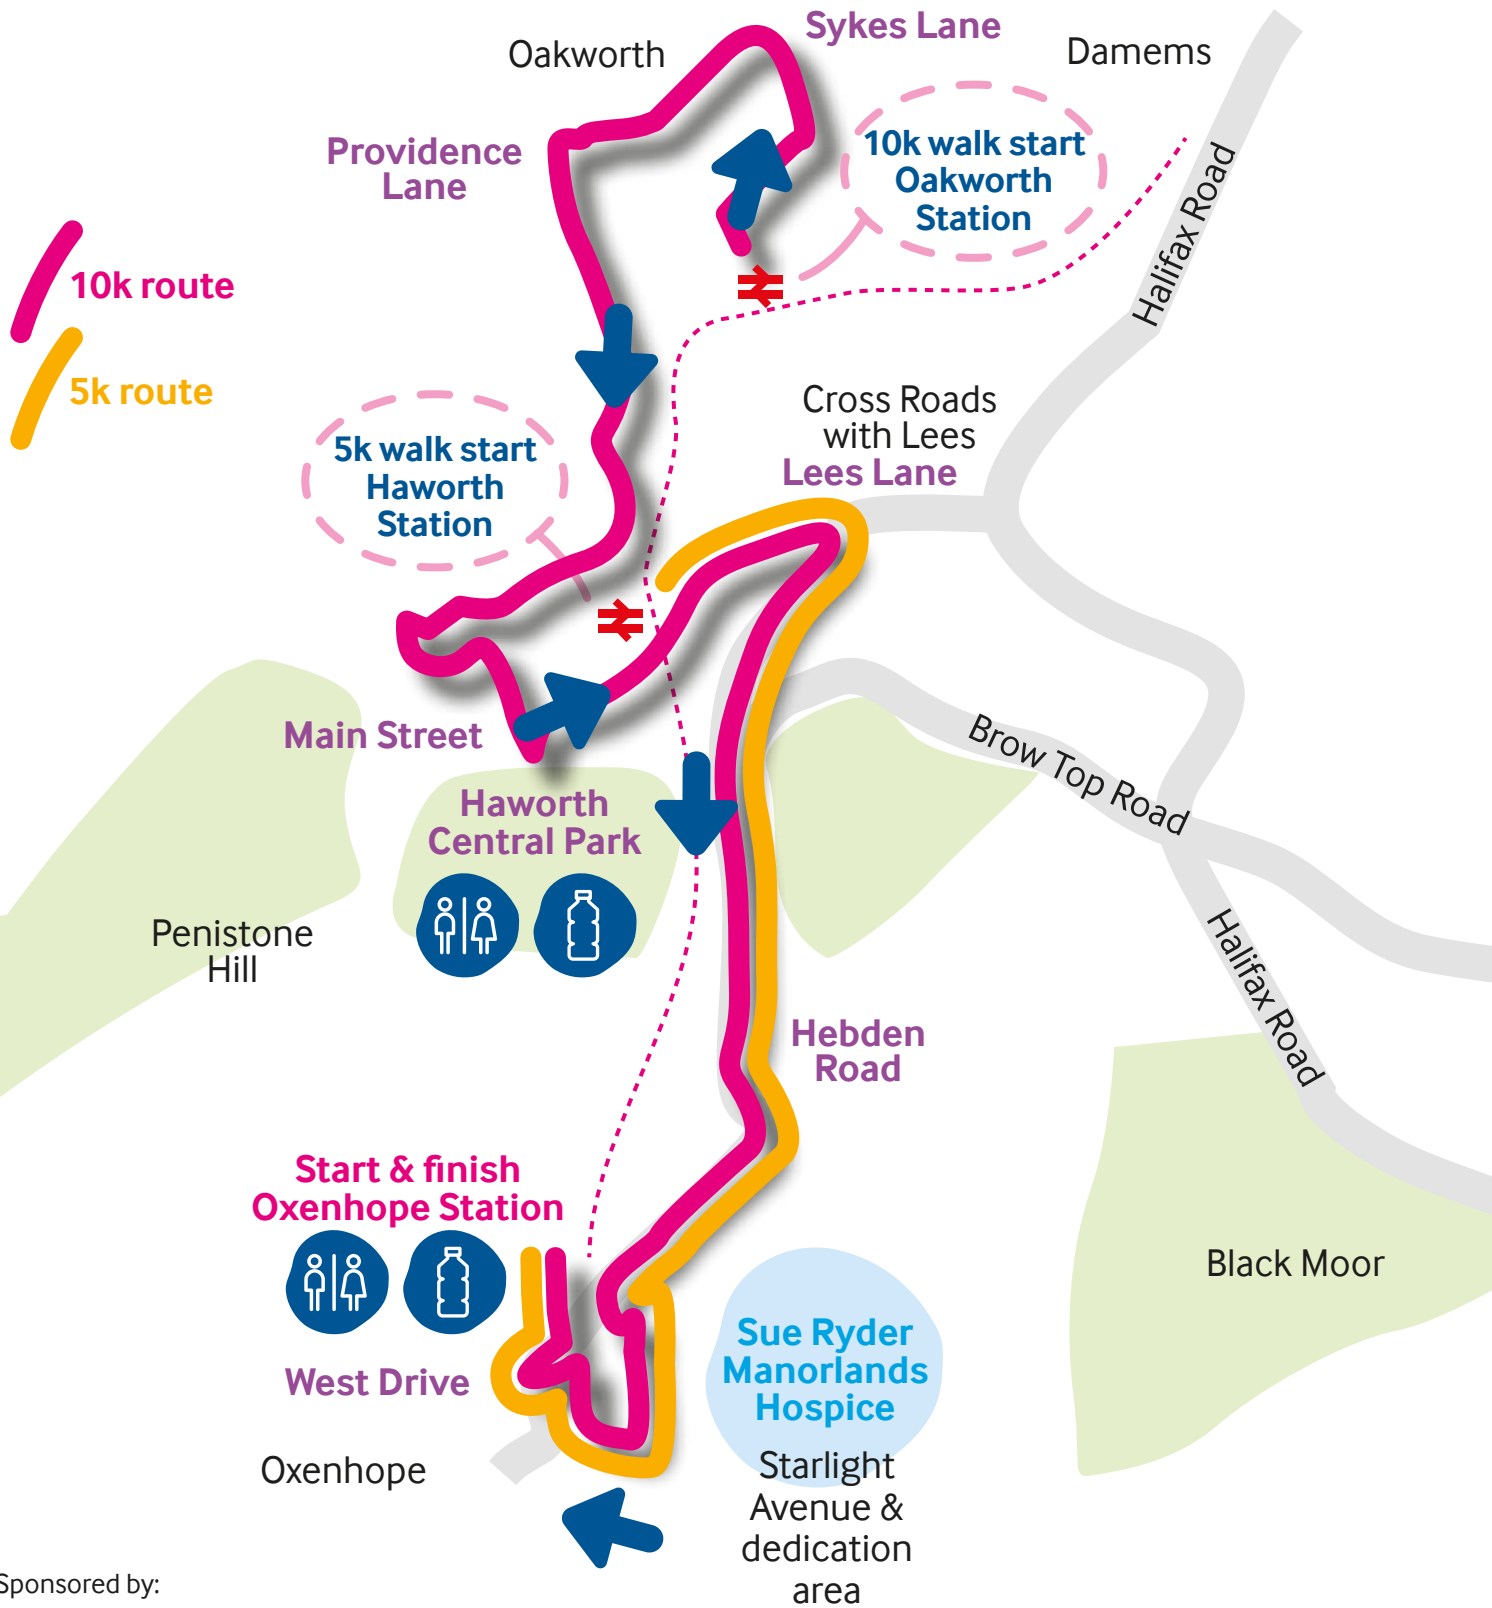 Sykes Lane
Oakworth
Damems
Providence
Lane
10k walk start
Oakworth
Station
Halifax Road
10k route
5k route
Cross Roads
with Lees
Lees Lane
5k walk start
Haworth
Station
Main Street
Brow Top Road
Haworth
Central Park
Penistone
Hill
Halifax Road
Hebden
Road
Start & finish
Oxenhope Station
Black Moor
Sue Ryder
Manorlands
Hospice
West Drive
Oxenhope
Starlight
Avenue &
dedication
area
Sponsored by: